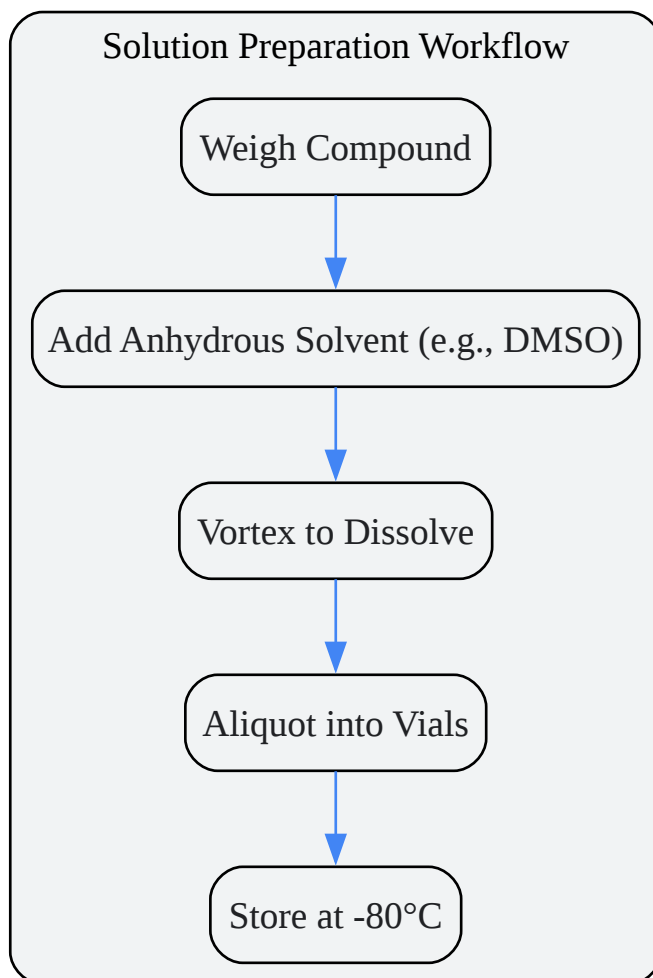 Solution Preparation Workflow
Weigh Compound
Add Anhydrous Solvent (e.g., DMSO)
Vortex to Dissolve
Aliquot into Vials
Store at -80°C